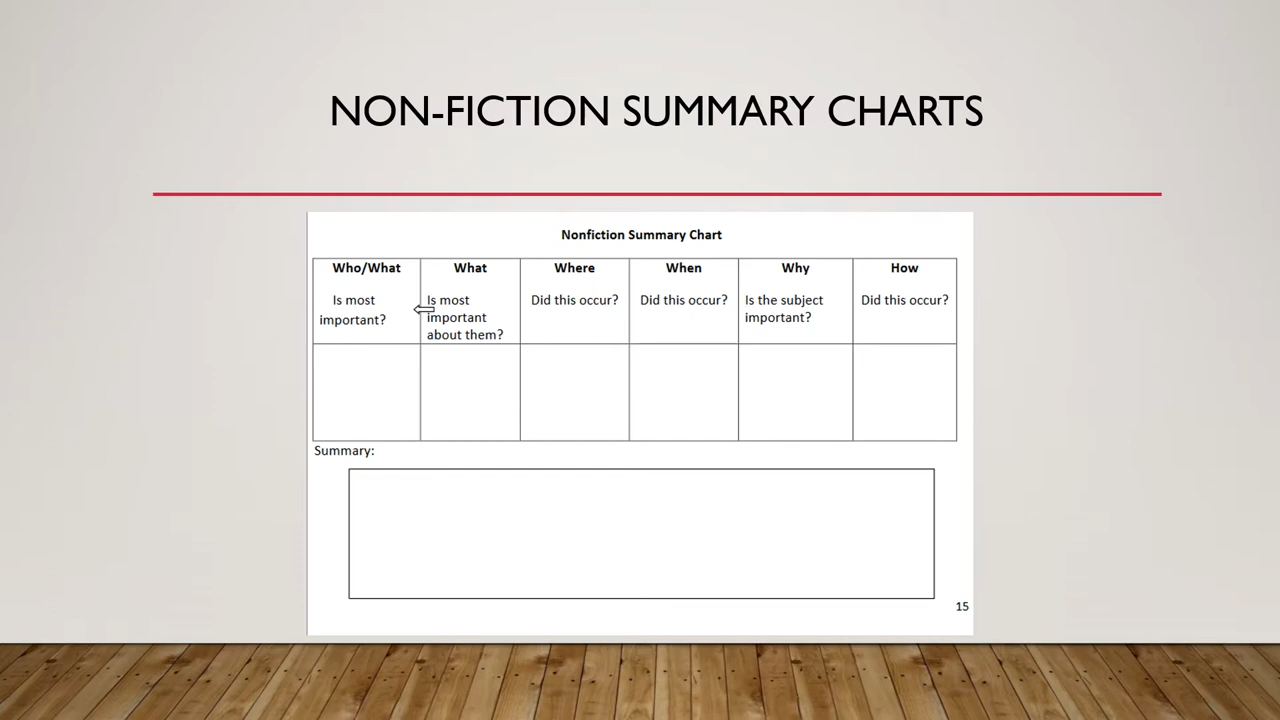 NON-FICTION SUMMARY CHARTS
Nonfiction Summary Chart
Who/What
Is most
important?
What
Is most
important
about them?
Where
Did this occur?
When
Did this occur?
Why
Is the subject
important?
How
Did this occur?
Summary:
15